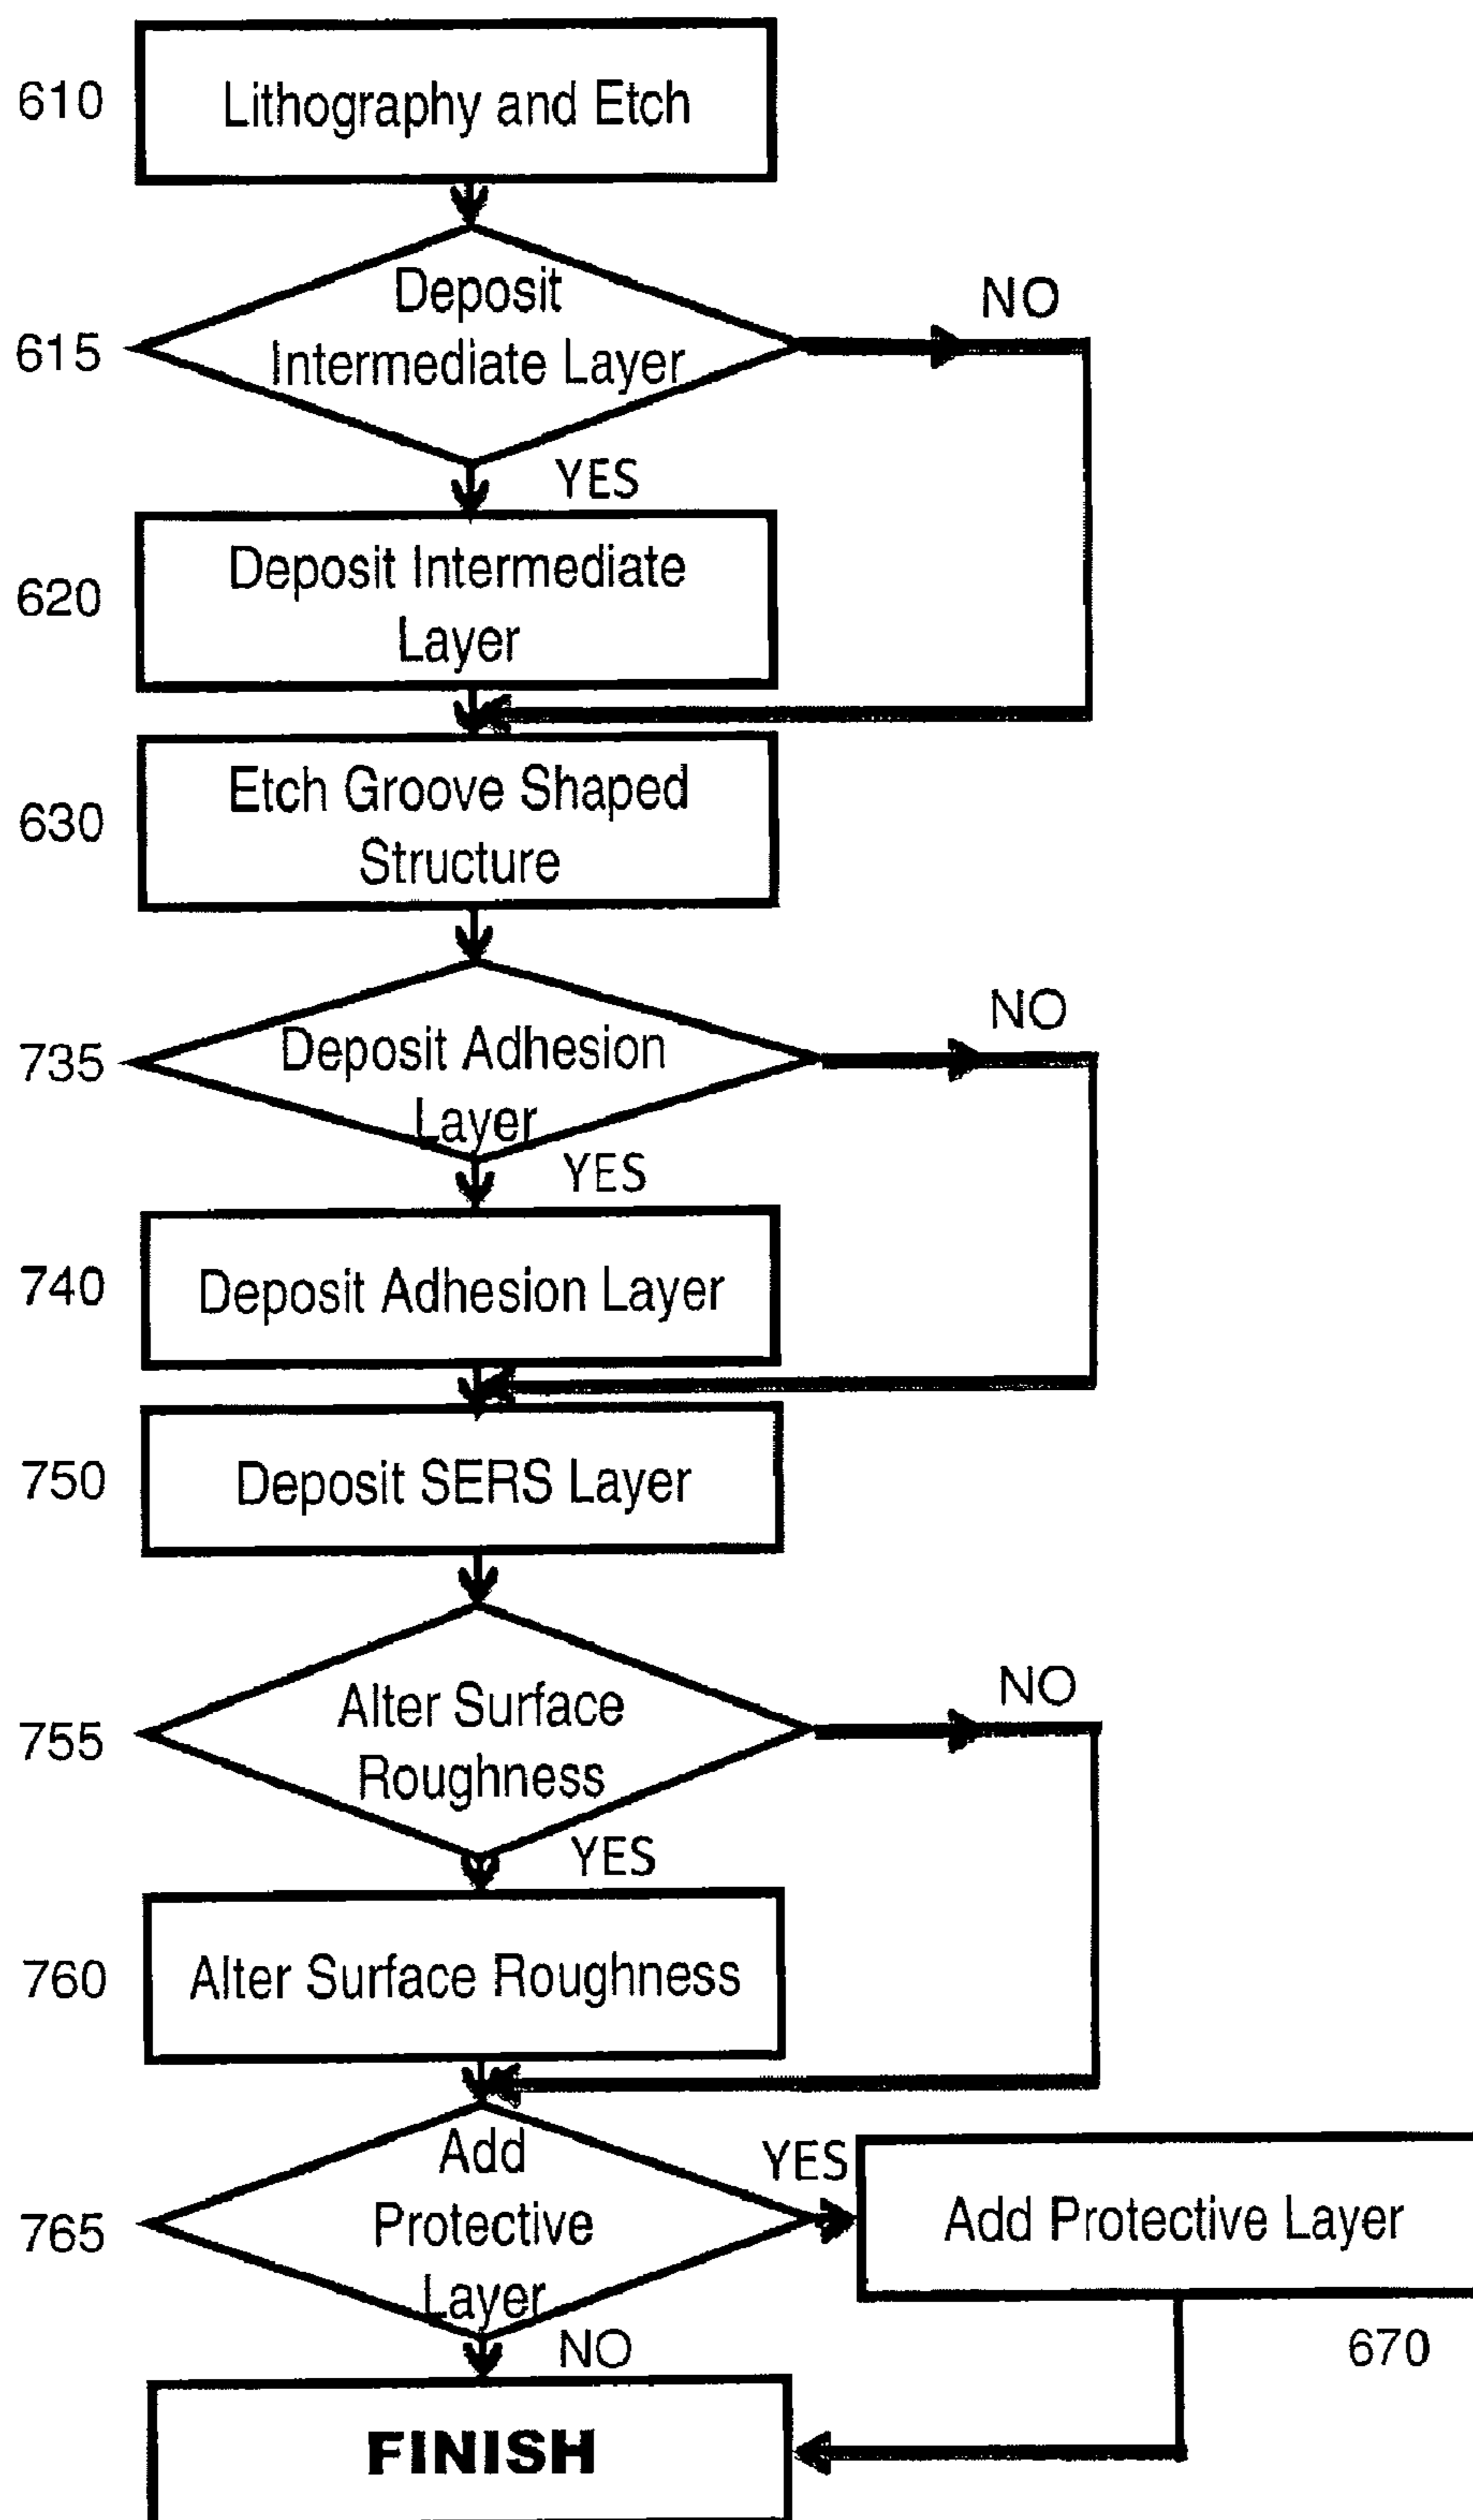 610
Lithography and Etch
615
Deposit
Intermediate Layer
NO
YES
620
Deposit Intermediate
Layer
630
Etch Groove Shaped
Structure
735
Deposit Adhesion
Layer
NO
YES
740
Deposit Adhesion Layer
750
Deposit SERS Layer
755
Alter Surface
Roughness
NO
YES
760
Alter Surface Roughness
765
Add
Protective
Layer
YES
Add Protective Layer
670
NO
FINISH